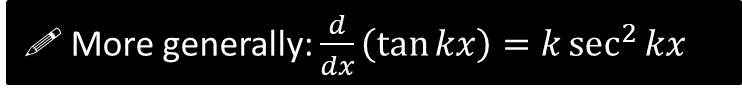 More generally: d/dx (tan kx) = k sec² kx